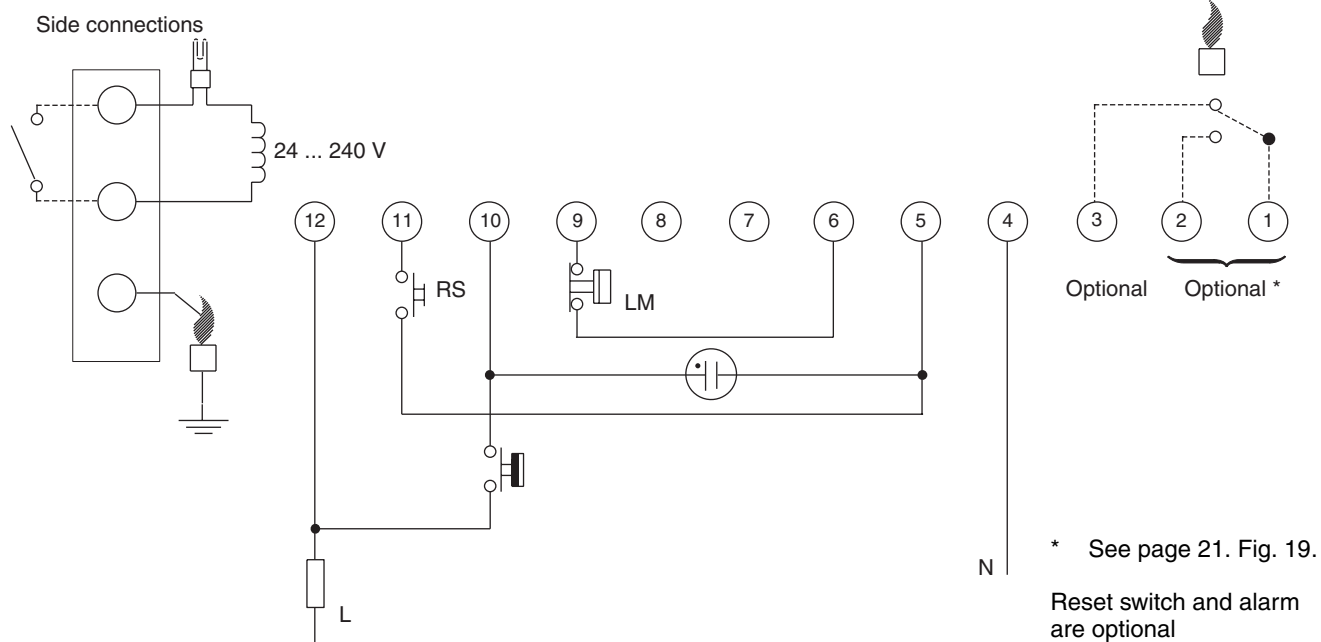 Side connections
24 ... 240 V
12 11 10 9 8 7 6 5 4 3 2 1
RS
LM
Optional
Optional *
N
L
* See page 21. Fig. 19.
Reset switch and alarm
are optional